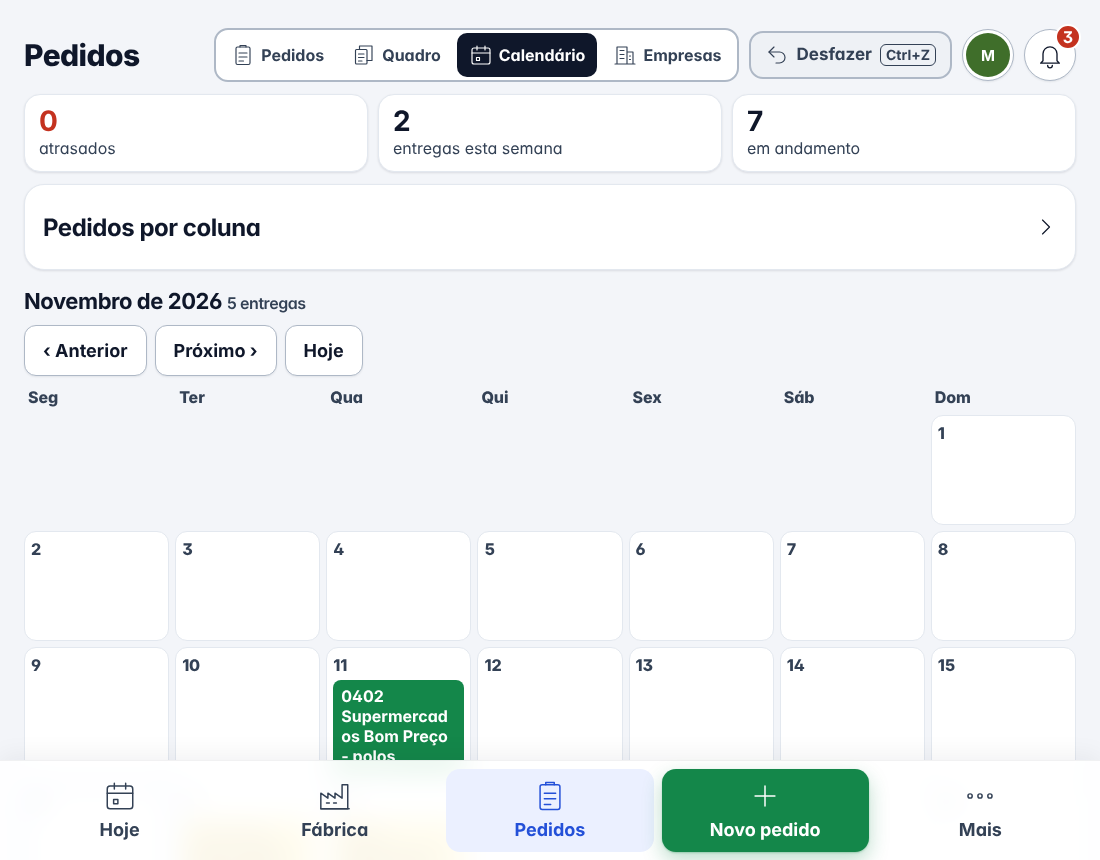 Pedidos
Pedidos
Quadro
Calendário
Empresas
Desfazer Ctrl+Z
M
3
0
atrasados
2
entregas esta semana
7
em andamento
Pedidos por coluna
Novembro de 2026 5 entregas
‹ Anterior
Próximo ›
Hoje
Seg Ter Qua Qui Sex Sáb Dom
1
2 3 4 5 6 7 8
9 10 11 12 13 14 15
0402
Supermercad
os Bom Preço
- polos
Hoje
Fábrica
Pedidos
Novo pedido
Mais